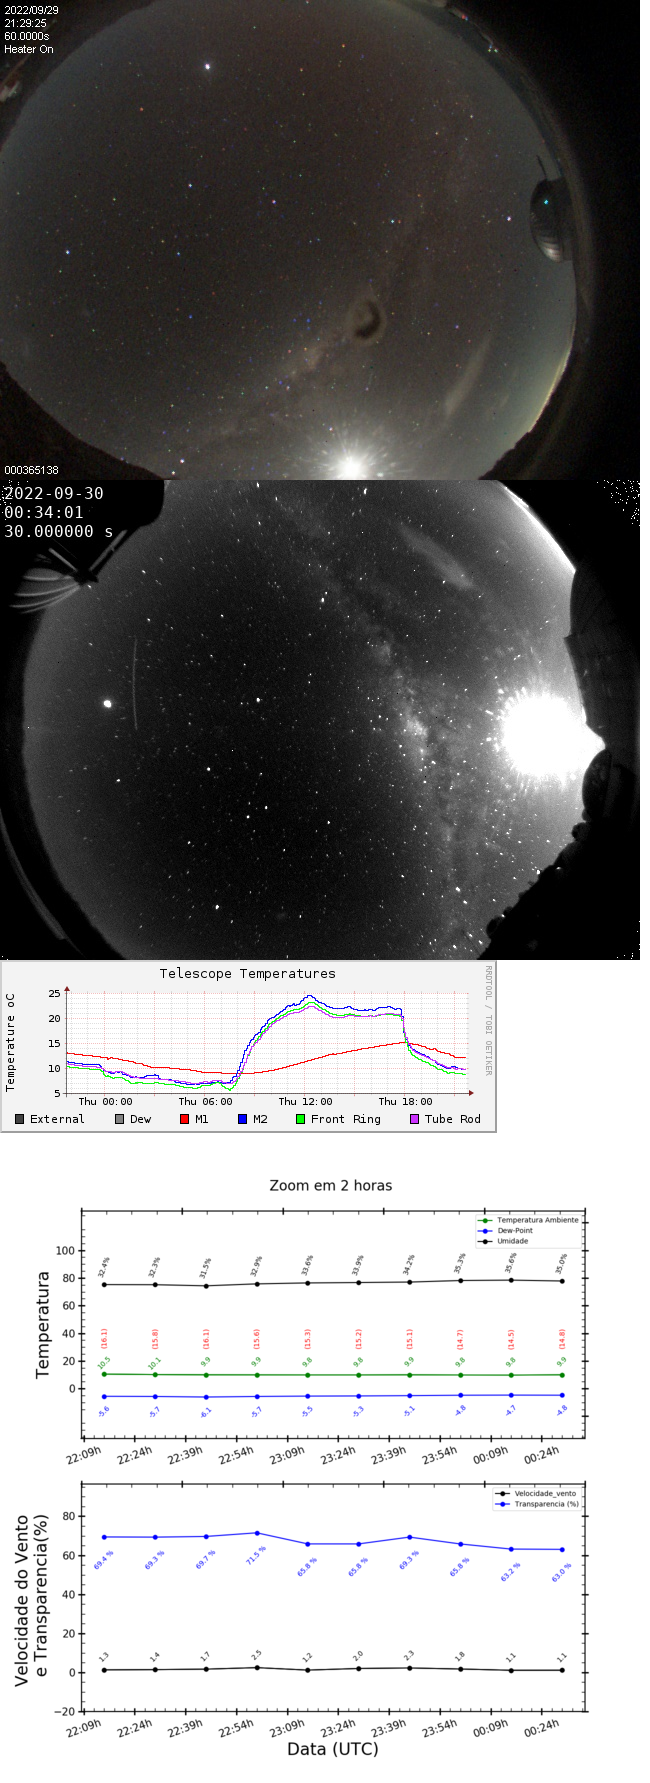 2022/09/29
21:29:25
60.0000s
Heater On
000365138
2022-09-30
00:34:01
30.000000 s
Telescope Temperatures
RRDTOOL / TOBI OETIKER
Temperature oC
25
20
15
10
5
Thu 00:00 Thu 06:00 Thu 12:00 Thu 18:00
External Dew M1 M2 Front Ring Tube Rod
Zoom em 2 horas
Temperatura Ambiente
Dew-Point
Umidade
Temperatura
100
80
60
40
20
0
32.4% 32.3% 31.5% 32.9% 33.6% 33.9% 34.2% 35.3% 35.6% 35.0%
(16.1) (15.8) (16.1) (15.6) (15.3) (15.2) (15.1) (14.7) (14.5) (14.8)
10.5 10.1 9.9 9.9 9.8 9.8 9.9 9.8 9.8 9.9
-5.6 -5.7 -6.1 -5.7 -5.5 -5.3 -5.1 -4.8 -4.7 -4.8
22:09h 22:24h 22:39h 22:54h 23:09h 23:24h 23:39h 23:54h 00:09h 00:24h
Velocidade_vento
Transparencia (%)
Velocidade do Vento
e Transparencia(%)
80
60
40
20
0
−20
69.4 % 69.3 % 69.7 % 71.5 % 65.8 % 65.8 % 69.3 % 65.8 % 63.2 % 63.0 %
1.3 1.4 1.7 2.5 1.2 2.0 2.3 1.8 1.1 1.1
22:09h 22:24h 22:39h 22:54h 23:09h 23:24h 23:39h 23:54h 00:09h 00:24h
Data (UTC)